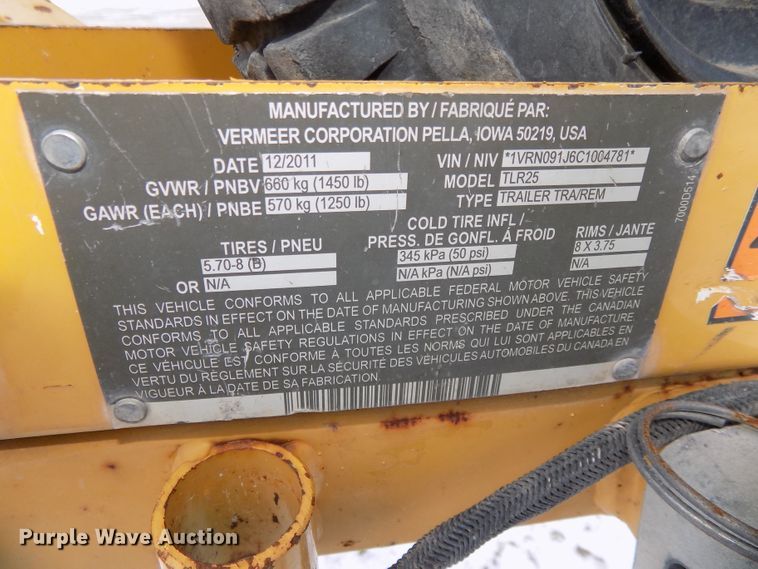 MANUFACTURED BY / FABRIQUÉ PAR:
VERMEER CORPORATION PELLA, IOWA 50219, USA
DATE 12/2011 VIN / NIV *1VRN091J6C1004781*
GVWR / PNBV 660 kg (1450 lb) MODEL TLR25
GAWR (EACH) / PNBE 570 kg (1250 lb) TYPE TRAILER TRA/REM
COLD TIRE INFL /
TIRES / PNEU PRESS. DE GONFL. Á FROID RIMS / JANTE
5.70-8 (B) 345 kPa (50 psi) 8 X 3.75
OR N/A N/A kPa (N/A psi) N/A
THIS VEHICLE CONFORMS TO ALL APPLICABLE FEDERAL MOTOR VEHICLE SAFETY
STANDARDS IN EFFECT ON THE DATE OF MANUFACTURING SHOWN ABOVE. THIS VEHICLE
CONFORMS TO ALL APPLICABLE STANDARDS PRESCRIBED UNDER THE CANADIAN
MOTOR VEHICLE SAFETY REGULATIONS IN EFFECT ON THE DATE OF MANUFACTURE.
CE VÉHICULE EST CONFORME À TOUTES LES NORMS QUI LUI SONT APPLICABLES EN
VERTU DU RÈGLEMENT SUR LA SÉCURITÉ DES VÉHICULES AUTOMOBILES DU CANADA EN
VIGUEUR À LA DATE DE SA FABRICATION.
7000D514
Purple Wave Auction